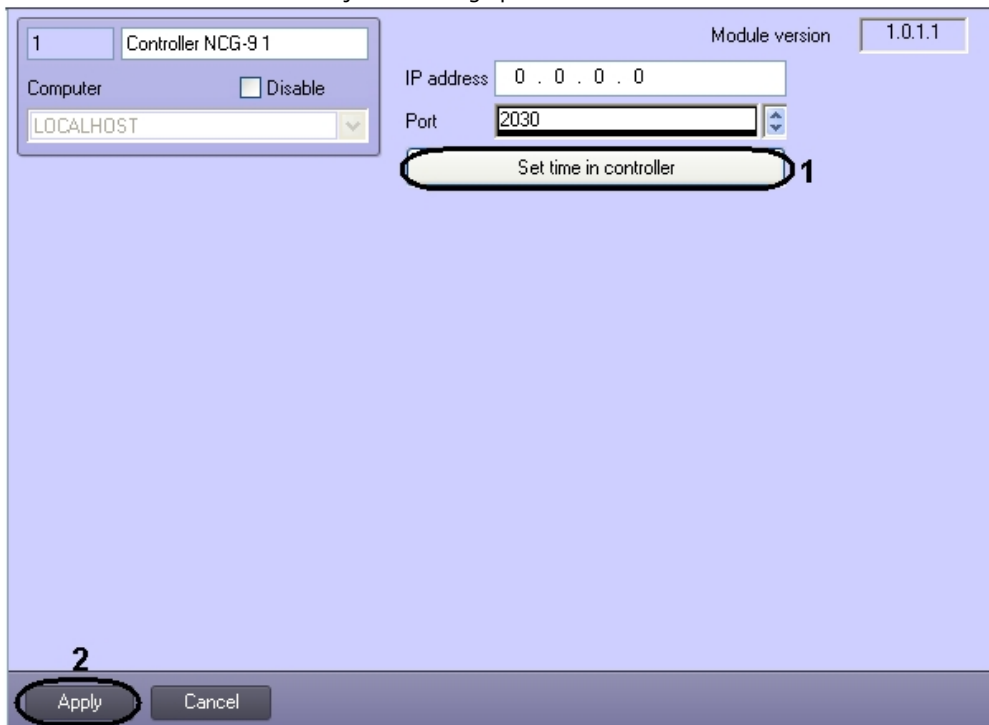 1 Controller NCG-9 1
Module version 1.0.1.1
Computer Disable
IP address 0 . 0 . 0 . 0
LOCALHOST
Port 2030
Set time in controller 1
2
Apply Cancel